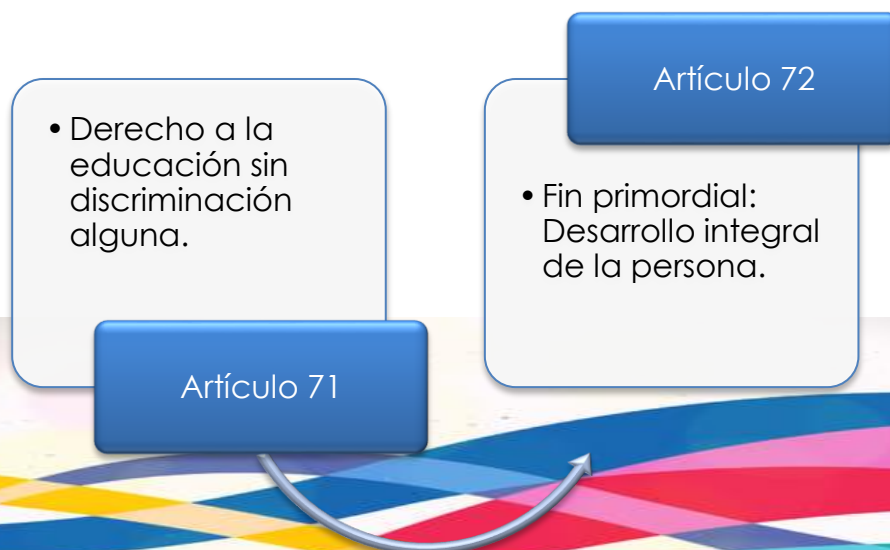 • Derecho a la
educación sin
discriminación
alguna.
Artículo 71
Artículo 72
• Fin primordial:
Desarrollo integral
de la persona.